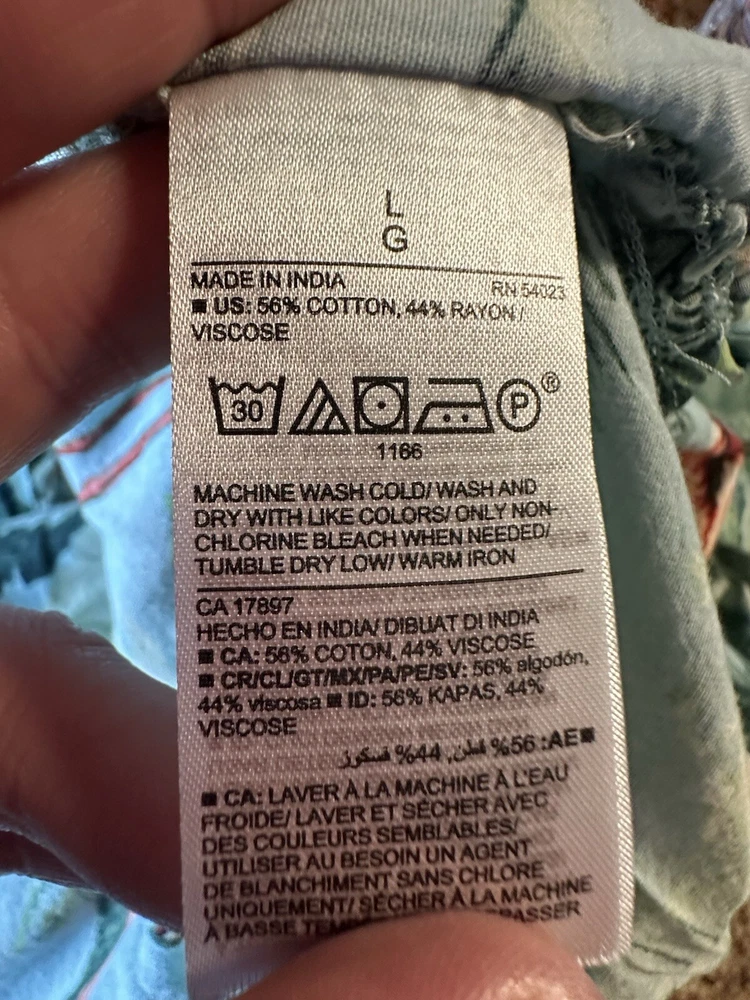 L
G
MADE IN INDIA RN 54023
■ US: 56% COTTON, 44% RAYON /
VISCOSE
30 P ®
1166
MACHINE WASH COLD/ WASH AND
DRY WITH LIKE COLORS/ ONLY NON-
CHLORINE BLEACH WHEN NEEDED/
TUMBLE DRY LOW/ WARM IRON
CA 17897
HECHO EN INDIA/ DIBUAT DI INDIA
■ CA: 56% COTON, 44% VISCOSE
■ CR/CL/GT/MX/PA/PE/SV: 56% algodón,
44% viscosa ■ ID: 56% KAPAS, 44%
VISCOSE
■AE: 56% قطن, 44% فسكوز
■ CA: LAVER À LA MACHINE À L'EAU
FROIDE/ LAVER ET SÉCHER AVEC
DES COULEURS SEMBLABLES/
UTILISER AU BESOIN UN AGENT
DE BLANCHIMENT SANS CHLORE
UNIQUEMENT/ SÉCHER À LA MACHINE
À BASSE